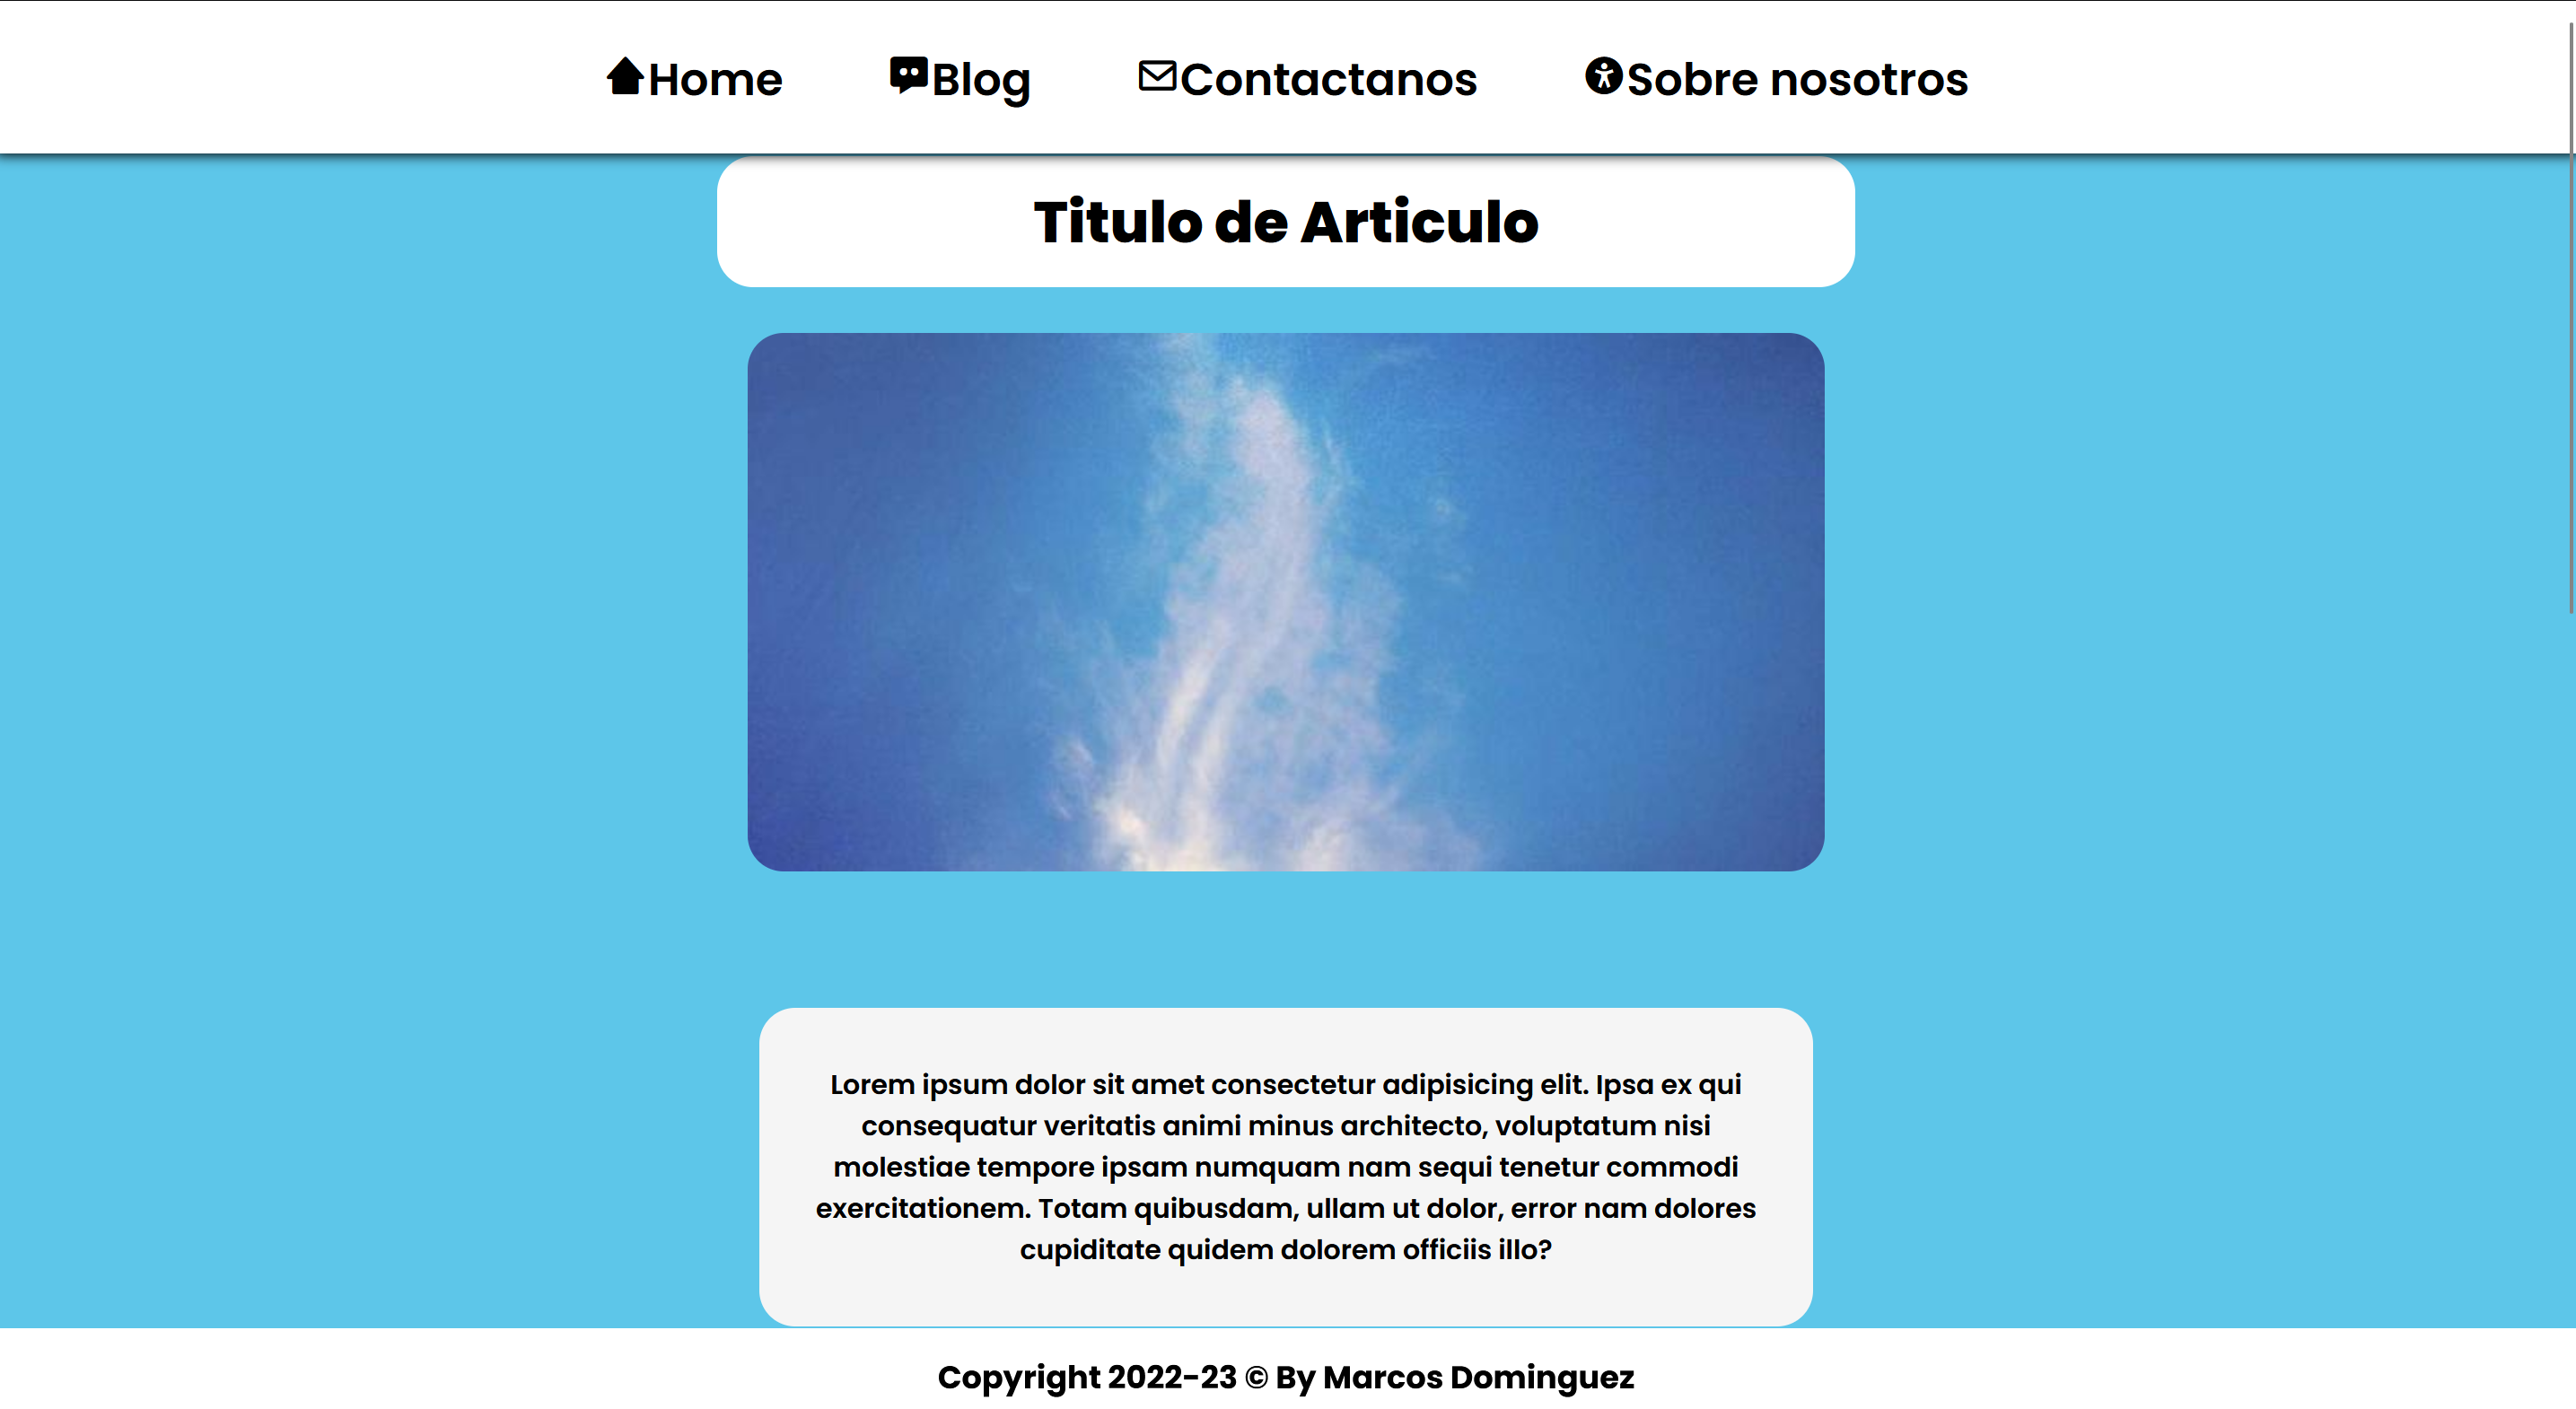 Home Blog Contactanos Sobre nosotros
Titulo de Articulo
Lorem ipsum dolor sit amet consectetur adipisicing elit. Ipsa ex qui
consequatur veritatis animi minus architecto, voluptatum nisi
molestiae tempore ipsam numquam nam sequi tenetur commodi
exercitationem. Totam quibusdam, ullam ut dolor, error nam dolores
cupiditate quidem dolorem officiis illo?
Copyright 2022-23 © By Marcos Dominguez